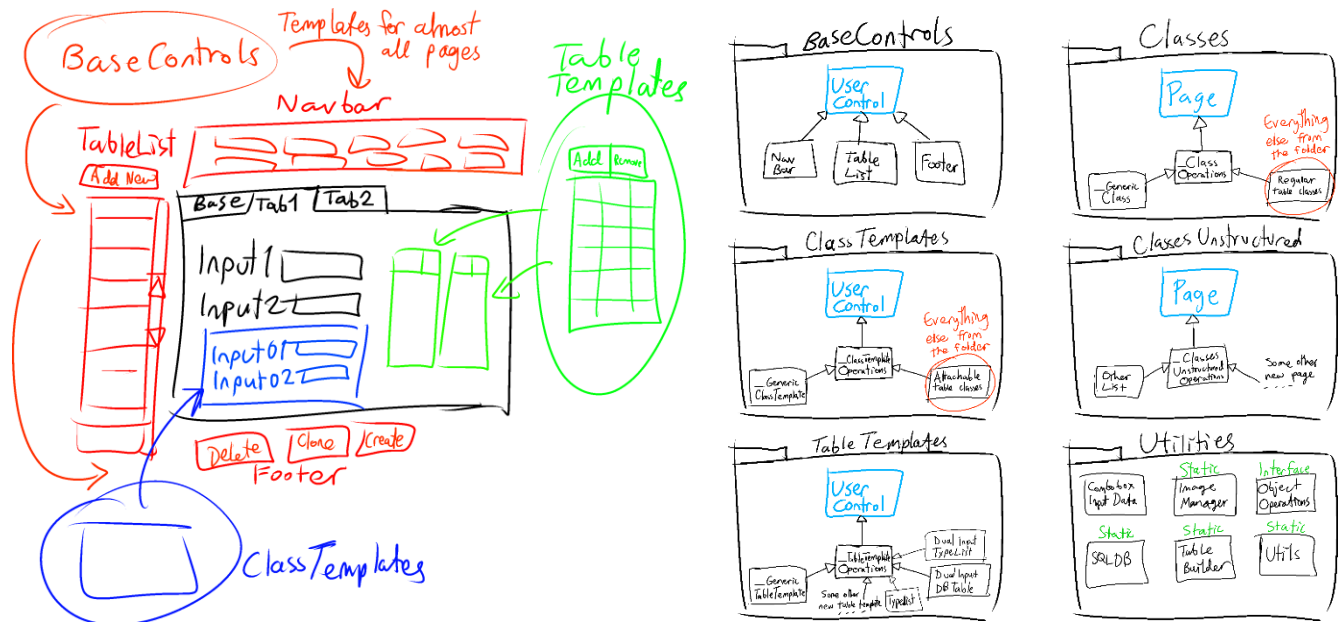 BaseControls
Templates for almost
all pages
Navbar
TableList
Add New
Table
Templates
Add Remove
Base Tab1 Tab2
Input1
Input2
Input01
Input02
Delete Clone Create
Footer
ClassTemplates
BaseControls
User
Control
Nav
Bar
Table
List
Footer
Classes
Page
Everything
else from
the folder
_Class
Operations
_Generic
Class
Regular
table classes
ClassTemplates
User
Control
Everything
else from
the folder
_ClassTemplate
Operations
_Generic
ClassTemplate
Attachable
table classes
Classes Unstructured
Page
_Classes
Unstructured
Operations
Other
List
Some other
new page
Table Templates
User
Control
_TableTemplate
Operations
Dual Input
TypeList
_Generic
TableTemplate
Dual Input
DB Table
Some other
new table template
TypeList
Utilities
Combobox
Input Data
Static
Image
Manager
Interface
Object
Operations
Static
SQLDB
Static
Table
Builder
Static
Utils